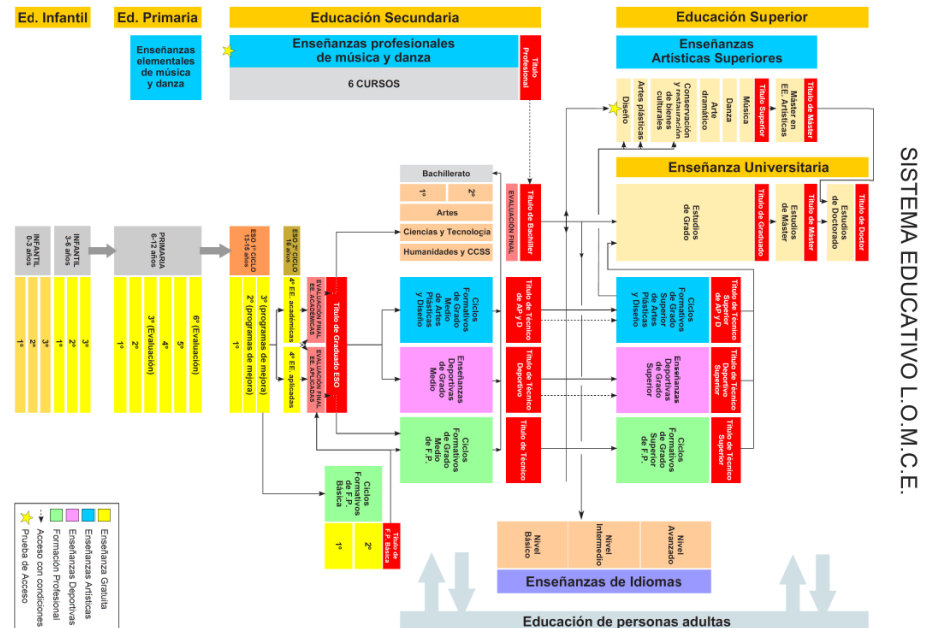 Ed. Infantil
Ed. Primaria
Educación Secundaria
Educación Superior
Enseñanzas
elementales
de música
y danza
Enseñanzas profesionales
de música y danza
6 CURSOS
Título
Profesional
Enseñanzas
Artísticas Superiores
Diseño
Artes plásticas
Conservación
y restauración
de bienes
culturales
Arte
dramático
Danza
Música
Título Superior
Máster en
EE. Artísticas
Título de Máster
Enseñanza Universitaria
Estudios
de Grado
Título de Graduado
Estudios
de Máster
Título de Máster
Estudios
de Doctorado
Título de Doctor
SISTEMA EDUCATIVO L.O.M.C.E.
Bachillerato
1º
2º
Artes
Ciencias y Tecnología
Humanidades y CCSS
EVALUACIÓN FINAL
Título de Bachiller
INFANTIL
0-3 años
INFANTIL
3-6 años
1º
2º
3º
1º
2º
3º
PRIMARIA
6-12 años
1º
2º
3º (Evaluación)
4º
5º
6º (Evaluación)
ESO 1º CICLO
13-15 años
1º
2º (programas de mejora)
3º (programas de mejora)
ESO 2º CICLO
16 años
4º EE. académicas
4º EE. aplicadas
EVALUACIÓN FINAL
EE. ACADÉMICAS
EVALUACIÓN FINAL
EE. APLICADAS
Título de Graduado ESO
Ciclos
Formativos
de Grado
Medio
de Artes
Plásticas
y Diseño
Título de Técnico
de AP y D
Ciclos
Formativos
de Grado
Superior
de Artes
Plásticas
y Diseño
Título de Técnico
Superior
de AP y D
Enseñanzas
Deportivas
de Grado
Medio
Título de Técnico
Deportivo
Enseñanzas
Deportivas
de Grado
Superior
Título de Técnico
Deportivo
Superior
Ciclos
Formativos
de Grado
Medio
de F.P.
Título de Técnico
Ciclos
Formativos
de Grado
Superior
de F.P.
Título de Técnico
Superior
Ciclos
Formativos
de F.P.
Básica
1º
2º
Título de
F.P. Básica
Nivel
Básico
Nivel
Intermedio
Nivel
Avanzado
Enseñanzas de Idiomas
Educación de personas adultas
Enseñanza Gratuita
Enseñanzas Artísticas
Enseñanzas Deportivas
Formación Profesional
Acceso con condiciones
Prueba de Acceso